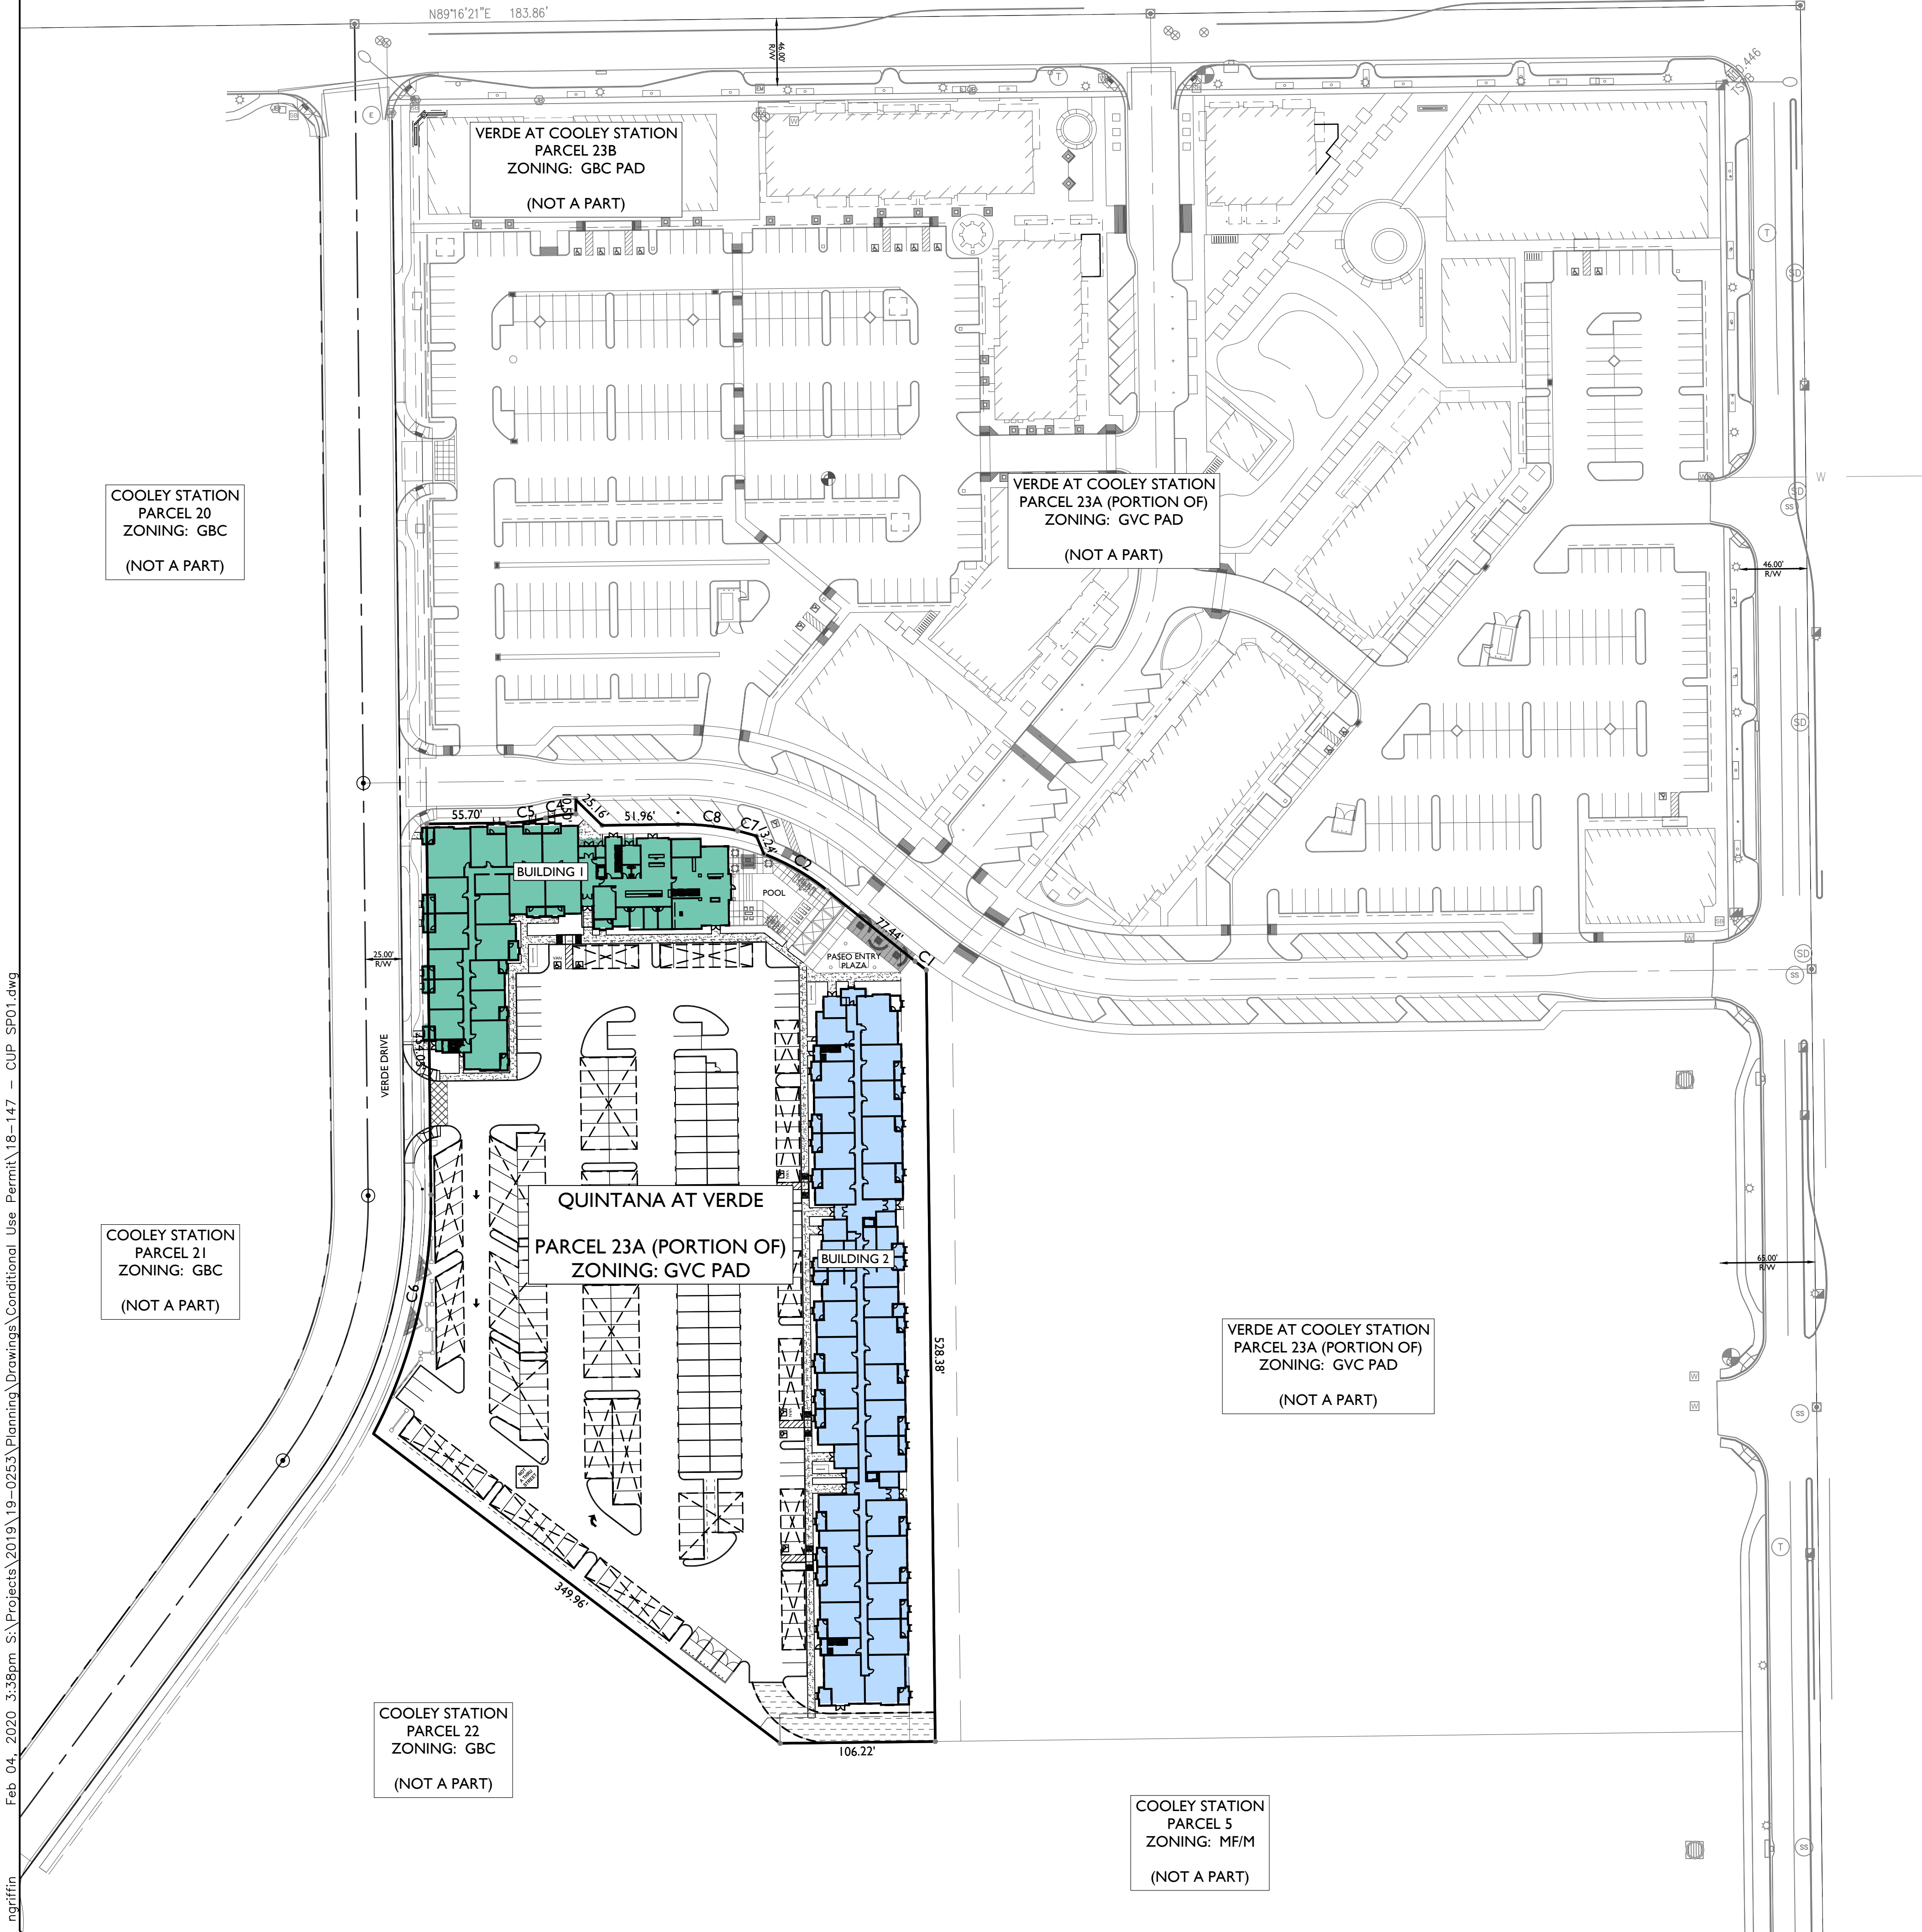 N89°16'21"E 183.86'
46.00'
R/W
VERDE AT COOLEY STATION
PARCEL 23B
ZONING: GBC PAD
(NOT A PART)
COOLEY STATION
PARCEL 20
ZONING: GBC
(NOT A PART)
VERDE AT COOLEY STATION
PARCEL 23A (PORTION OF)
ZONING: GVC PAD
(NOT A PART)
46.00'
R/W
55.70'
C5
C4
10.50'
25.16'
51.96'
C8
C7
13.24'
C2
77.44'
C1
BUILDING 1
POOL
PASEO ENTRY
PLAZA
25.00'
R/W
VERDE DRIVE
VAN
QUINTANA AT VERDE
PARCEL 23A (PORTION OF)
ZONING: GVC PAD
BUILDING 2
C6
528.38'
COOLEY STATION
PARCEL 21
ZONING: GBC
(NOT A PART)
65.00'
R/W
VERDE AT COOLEY STATION
PARCEL 23A (PORTION OF)
ZONING: GVC PAD
(NOT A PART)
NOT
A THRU
STREET
349.96'
106.22'
COOLEY STATION
PARCEL 22
ZONING: GBC
(NOT A PART)
COOLEY STATION
PARCEL 5
ZONING: MF/M
(NOT A PART)
ngriffin Feb 04, 2020 3:38pm S:\Projects\2019\19-0253\Planning\Drawings\Conditional Use Permit\18-147 - CUP SP01.dwg